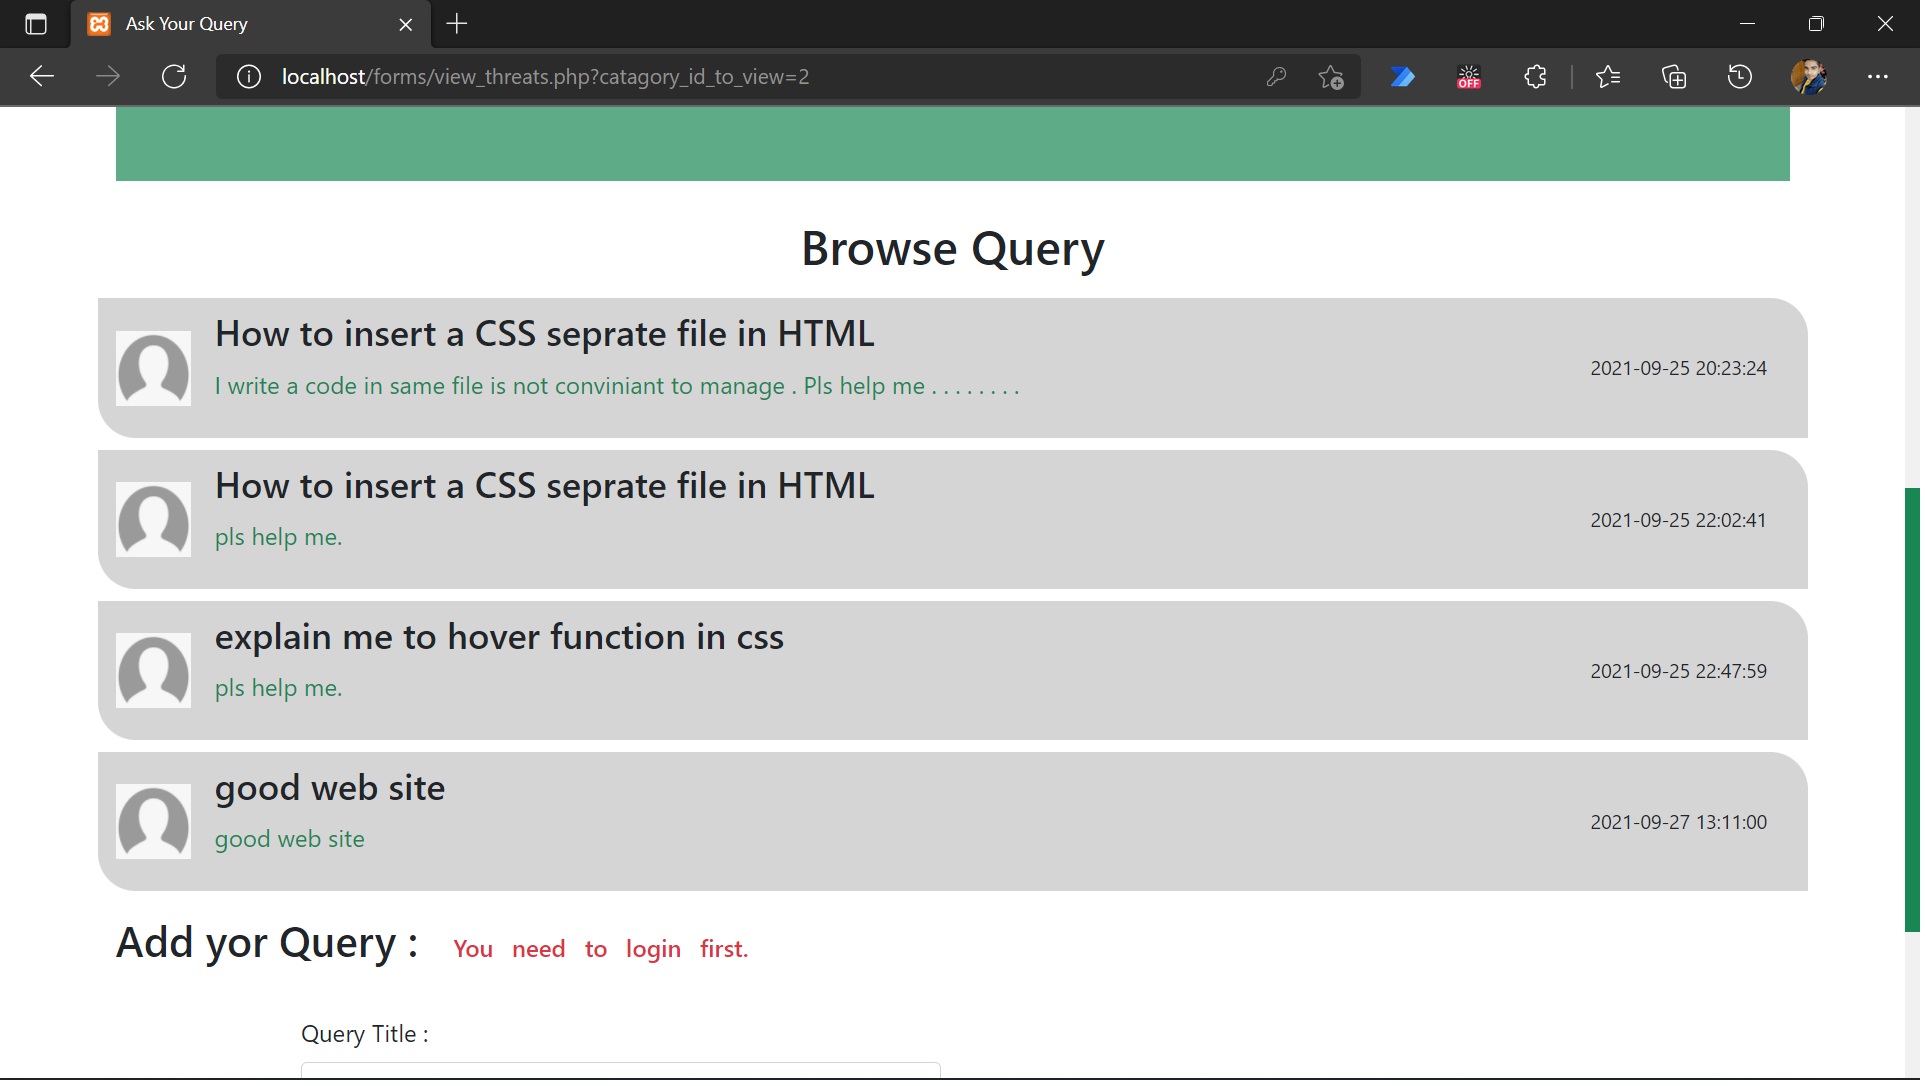 Ask Your Query
localhost/forms/view_threats.php?catagory_id_to_view=2
OFF
Browse Query
How to insert a CSS seprate file in HTML
I write a code in same file is not conviniant to manage . Pls help me . . . . . . . .
2021-09-25 20:23:24
How to insert a CSS seprate file in HTML
pls help me.
2021-09-25 22:02:41
explain me to hover function in css
pls help me.
2021-09-25 22:47:59
good web site
good web site
2021-09-27 13:11:00
Add yor Query : You need to login first.
Query Title :